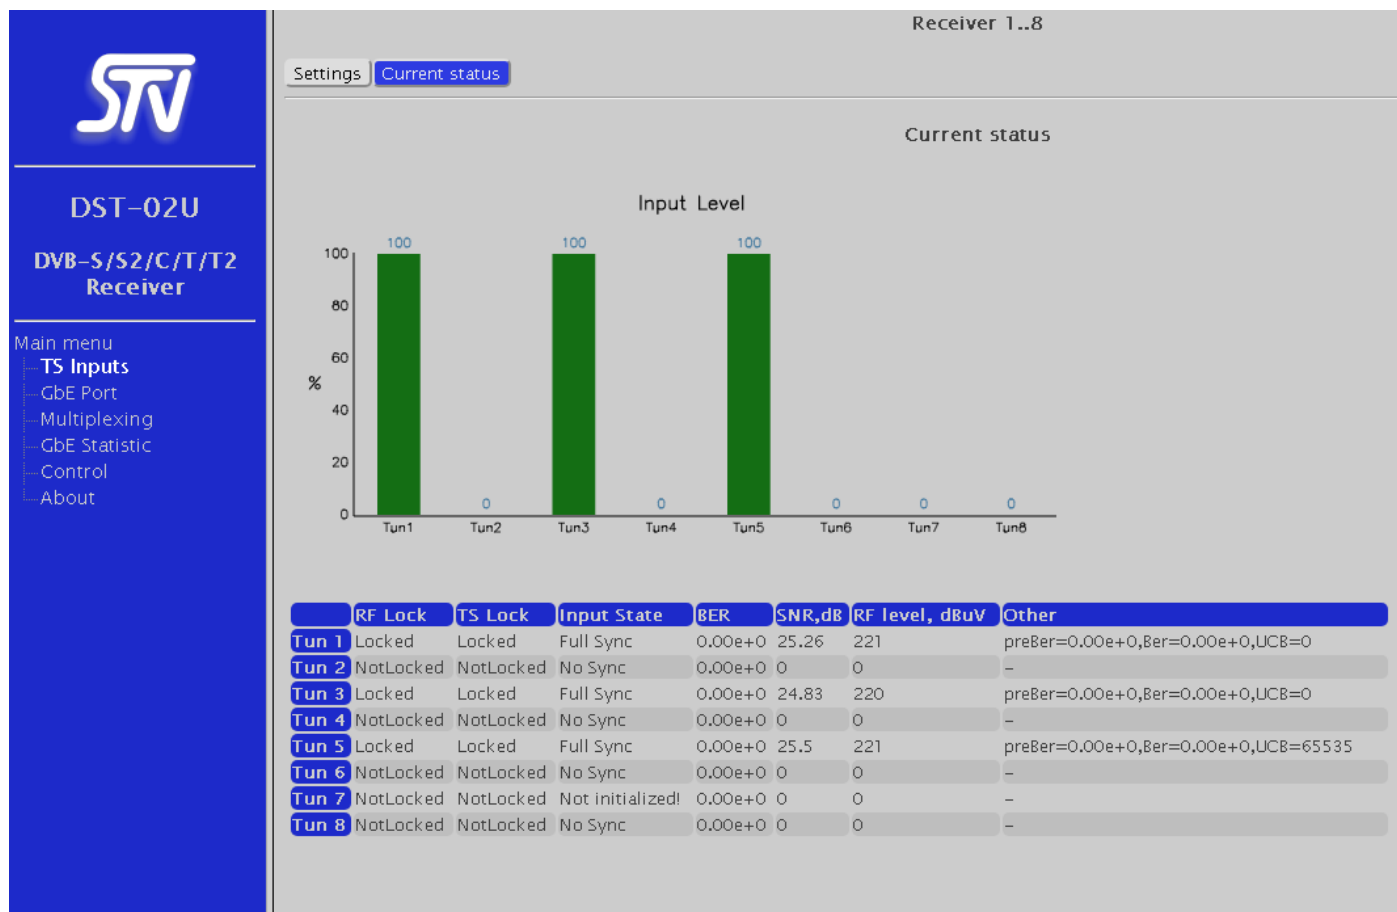 Receiver 1..8
STV
Settings Current status
Current status
DST-02U
DVB-S/S2/C/T/T2
Receiver
Main menu
TS Inputs
GbE Port
Multiplexing
GbE Statistic
Control
About
Input Level
100 100 100 100
80
60
%
40
20
0 0 0 0 0 0
Tun1 Tun2 Tun3 Tun4 Tun5 Tun6 Tun7 Tun8
RF Lock TS Lock Input State BER SNR,dB RF level, dBuV Other
Tun 1 Locked Locked Full Sync 0.00e+0 25.26 221 preBer=0.00e+0,Ber=0.00e+0,UCB=0
Tun 2 NotLocked NotLocked No Sync 0.00e+0 0 0 -
Tun 3 Locked Locked Full Sync 0.00e+0 24.83 220 preBer=0.00e+0,Ber=0.00e+0,UCB=0
Tun 4 NotLocked NotLocked No Sync 0.00e+0 0 0 -
Tun 5 Locked Locked Full Sync 0.00e+0 25.5 221 preBer=0.00e+0,Ber=0.00e+0,UCB=65535
Tun 6 NotLocked NotLocked No Sync 0.00e+0 0 0 -
Tun 7 NotLocked NotLocked Not initialized! 0.00e+0 0 0 -
Tun 8 NotLocked NotLocked No Sync 0.00e+0 0 0 -